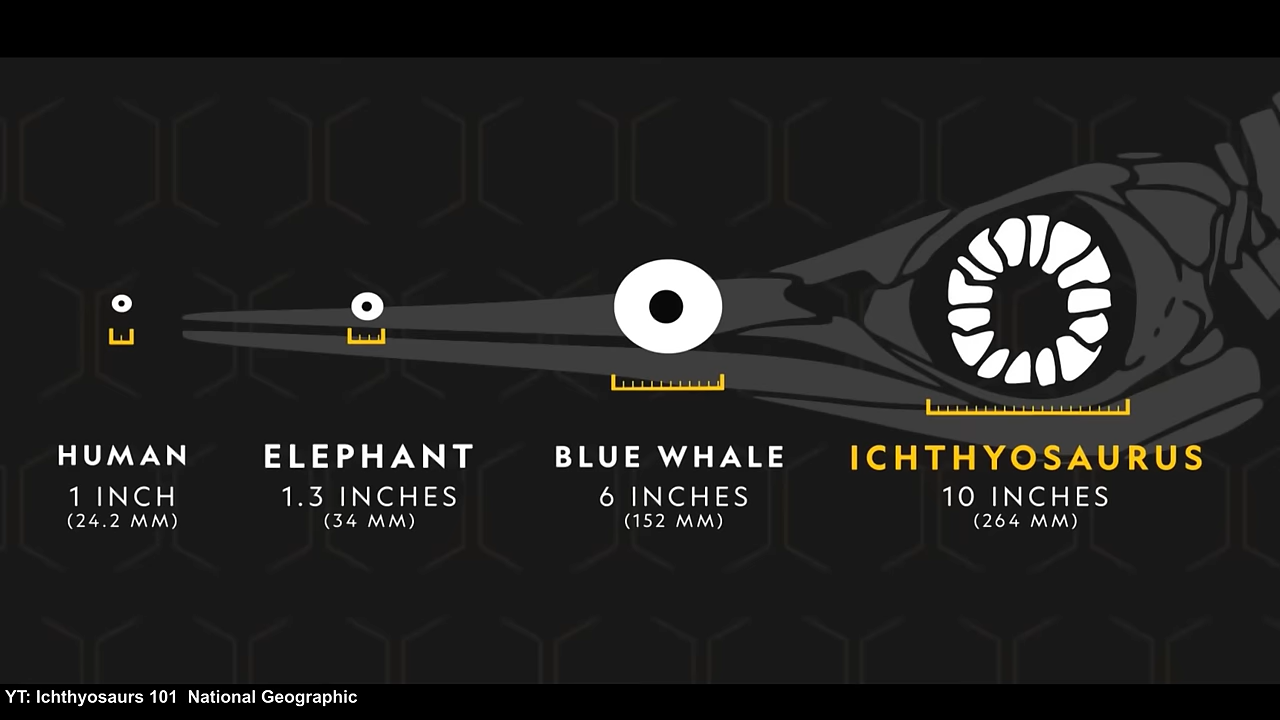 HUMAN
1 INCH
(24.2 MM)
ELEPHANT
1.3 INCHES
(34 MM)
BLUE WHALE
6 INCHES
(152 MM)
ICHTHYOSAURUS
10 INCHES
(264 MM)
YT: Ichthyosaurs 101  National Geographic